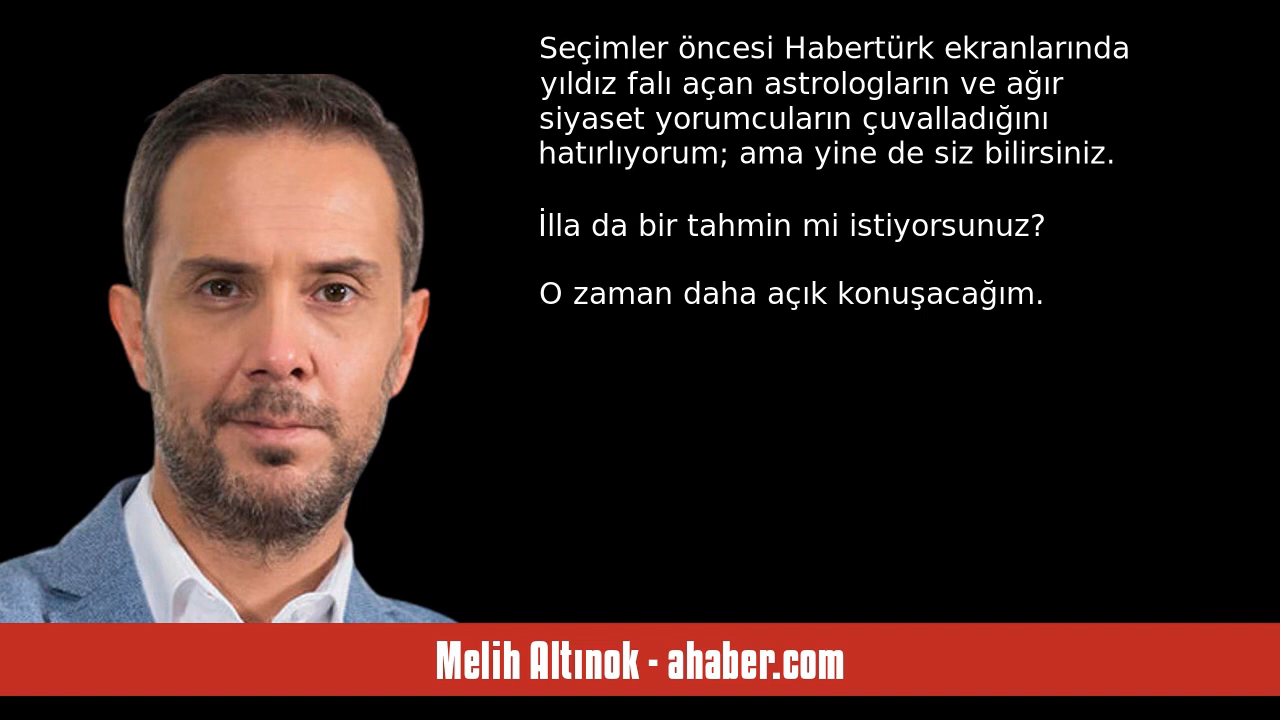 Seçimler öncesi Habertürk ekranlarında
yıldız falı açan astrologların ve ağır
siyaset yorumcuların çuvalladığını
hatırlıyorum; ama yine de siz bilirsiniz.
İlla da bir tahmin mi istiyorsunuz?
O zaman daha açık konuşacağım.
Melih Altınok - ahaber.com